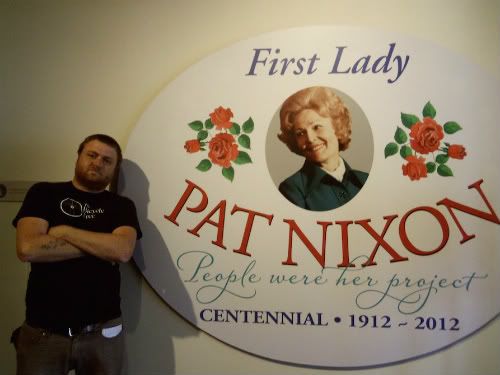 First Lady
PAT NIXON
People were her project
CENTENNIAL • 1912 ~ 2012